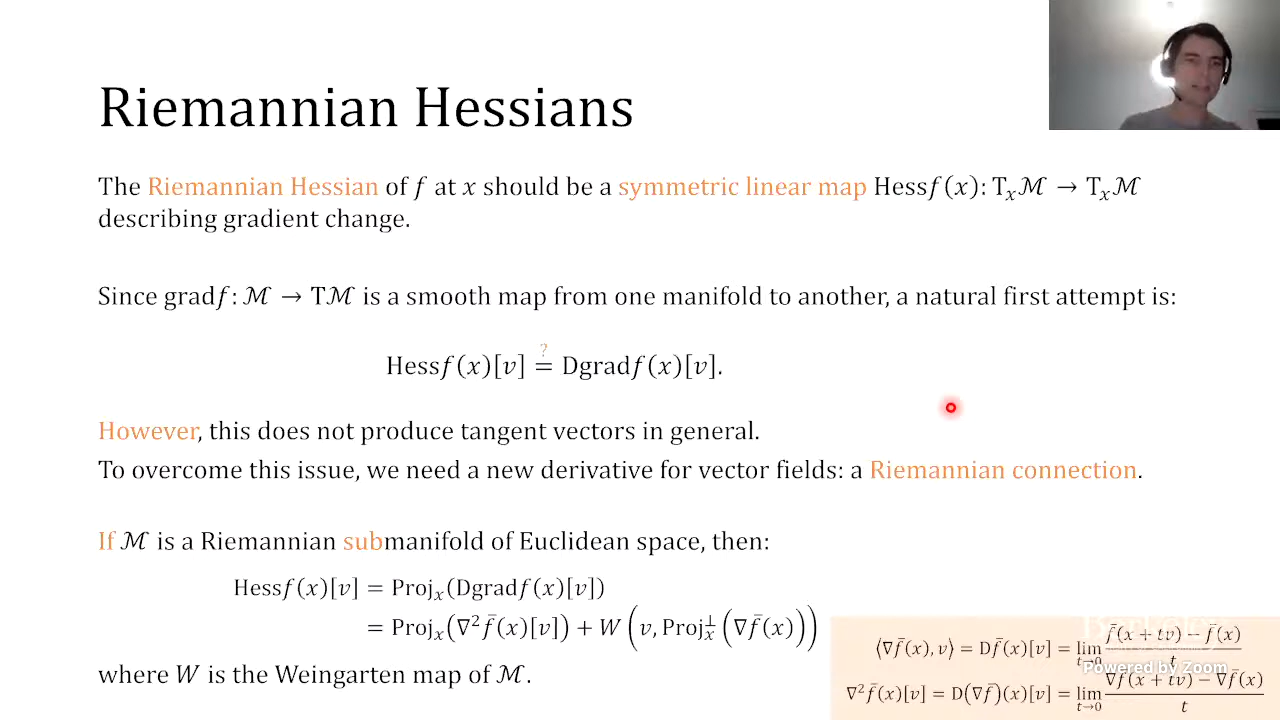 Riemannian Hessians
The Riemannian Hessian of f at x should be a symmetric linear map Hessf(x): Tₓℳ → Tₓℳ
describing gradient change.
Since gradf: ℳ → Tℳ is a smooth map from one manifold to another, a natural first attempt is:
?
Hessf(x)[v] = Dgradf(x)[v].
However, this does not produce tangent vectors in general.
To overcome this issue, we need a new derivative for vector fields: a Riemannian connection.
If ℳ is a Riemannian submanifold of Euclidean space, then:
Hessf(x)[v] = Projₓ(Dgradf(x)[v])
= Projₓ(∇²f̄(x)[v]) + W(v, Projₓ^⊥(∇f̄(x)))
where W is the Weingarten map of ℳ.
⟨∇f̄(x), v⟩ = Df̄(x)[v] = lim_{t→0} (f̄(x + tv) − f̄(x))/t
∇²f̄(x)[v] = D(∇f̄)(x)[v] = lim_{t→0} (∇f̄(x + tv) − ∇f̄(x))/t
Powered by Zoom